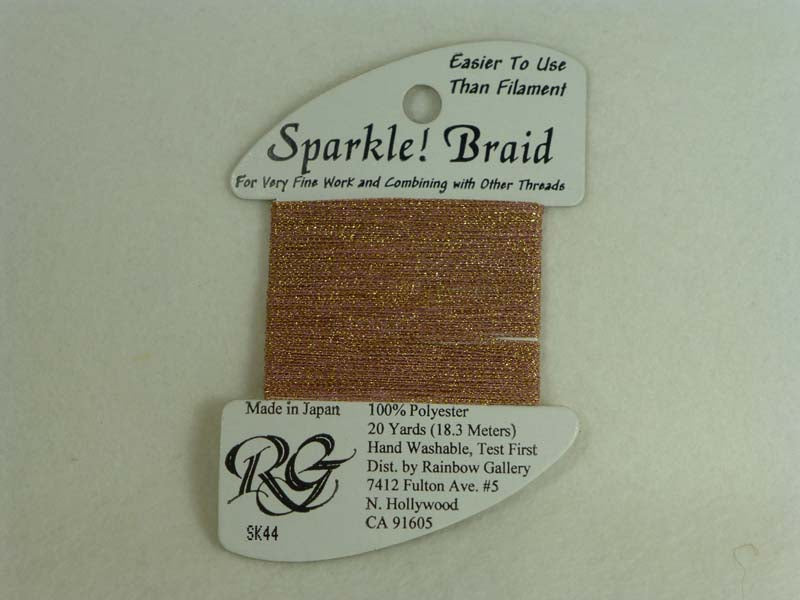 Easier To Use
Than Filament
Sparkle! Braid
For Very Fine Work and Combining with Other Threads
Made in Japan
100% Polyester
20 Yards (18.3 Meters)
Hand Washable, Test First
Dist. by Rainbow Gallery
7412 Fulton Ave. #5
N. Hollywood
CA 91605
RG
SK44